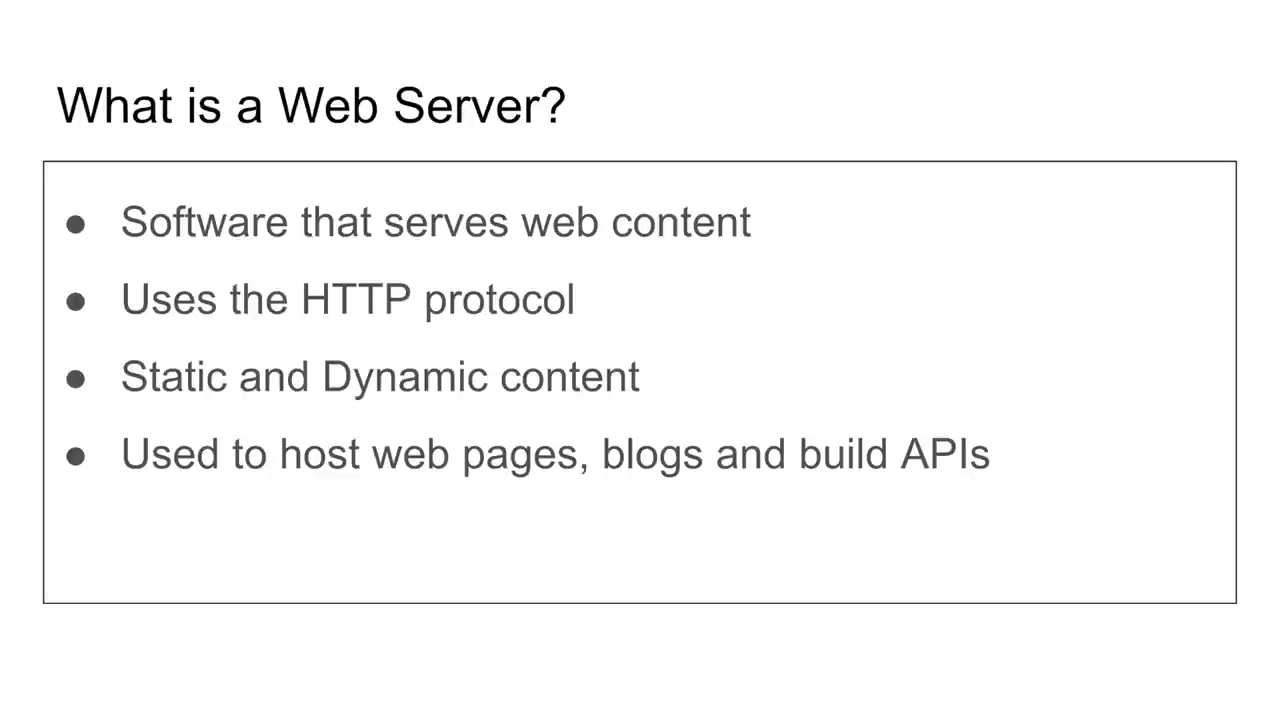 What is a Web Server?
● Software that serves web content
● Uses the HTTP protocol
● Static and Dynamic content
● Used to host web pages, blogs and build APIs